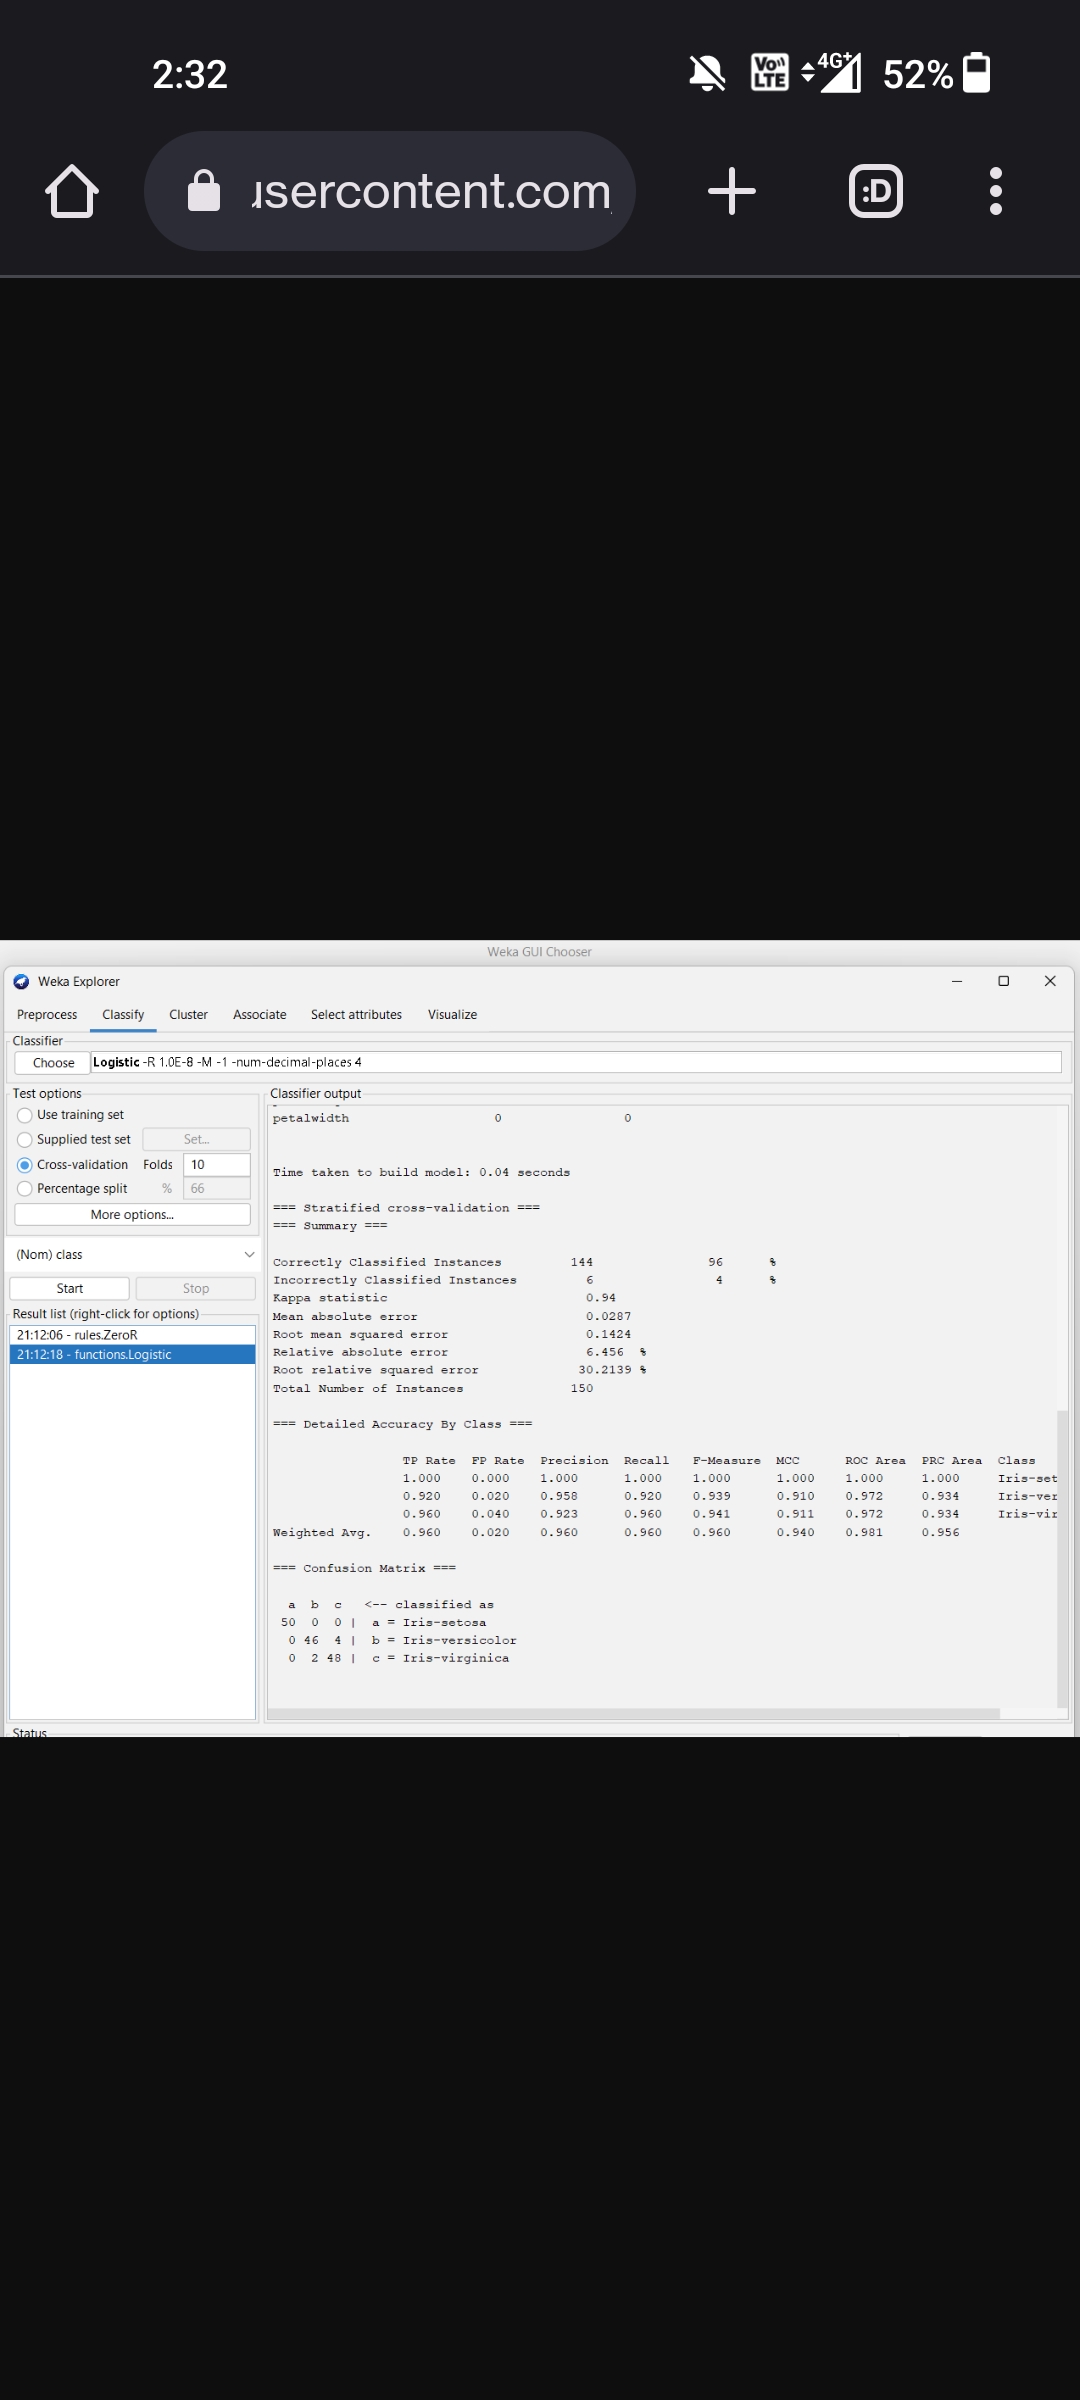 2:32
VoLTE 4G+ 52%
usercontent.com
:D
Weka GUI Chooser
Weka Explorer
Preprocess Classify Cluster Associate Select attributes Visualize
Classifier
Choose Logistic -R 1.0E-8 -M -1 -num-decimal-places 4
Test options
Use training set
Supplied test set Set...
Cross-validation Folds 10
Percentage split % 66
More options...
(Nom) class
Start Stop
Result list (right-click for options)
21:12:06 - rules.ZeroR
21:12:18 - functions.Logistic
Classifier output
petalwidth 0 0
Time taken to build model: 0.04 seconds
=== Stratified cross-validation ===
=== Summary ===
Correctly Classified Instances 144 96 %
Incorrectly Classified Instances 6 4 %
Kappa statistic 0.94
Mean absolute error 0.0287
Root mean squared error 0.1424
Relative absolute error 6.456 %
Root relative squared error 30.2139 %
Total Number of Instances 150
=== Detailed Accuracy By Class ===
TP Rate FP Rate Precision Recall F-Measure MCC ROC Area PRC Area Class
1.000 0.000 1.000 1.000 1.000 1.000 1.000 1.000 Iris-set
0.920 0.020 0.958 0.920 0.939 0.910 0.972 0.934 Iris-ver
0.960 0.040 0.923 0.960 0.941 0.911 0.972 0.934 Iris-vir
Weighted Avg. 0.960 0.020 0.960 0.960 0.960 0.940 0.981 0.956
=== Confusion Matrix ===
a b c <-- classified as
50 0 0 | a = Iris-setosa
0 46 4 | b = Iris-versicolor
0 2 48 | c = Iris-virginica
Status